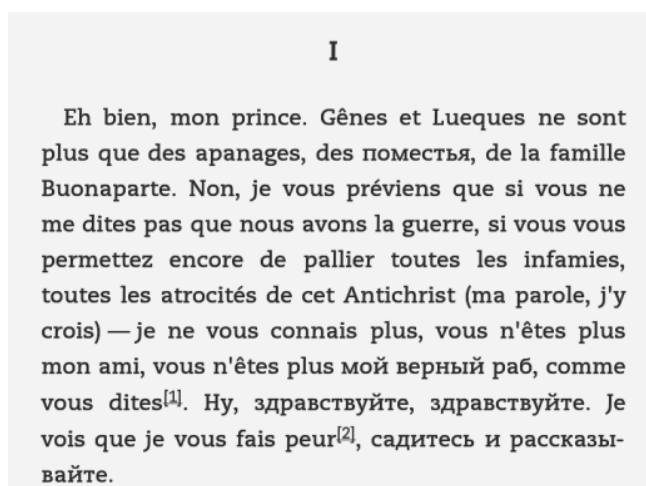 I
Eh bien, mon prince. Gênes et Lueques ne sont
plus que des apanages, des поместья, de la famille
Buonaparte. Non, je vous préviens que si vous ne
me dites pas que nous avons la guerre, si vous vous
permettez encore de pallier toutes les infamies,
toutes les atrocités de cet Antichrist (ma parole, j'y
crois) — je ne vous connais plus, vous n'êtes plus
mon ami, vous n'êtes plus мой верный раб, comme
vous dites[1]. Ну, здравствуйте, здравствуйте. Je
vois que je vous fais peur[2], садитесь и рассказы-
вайте.